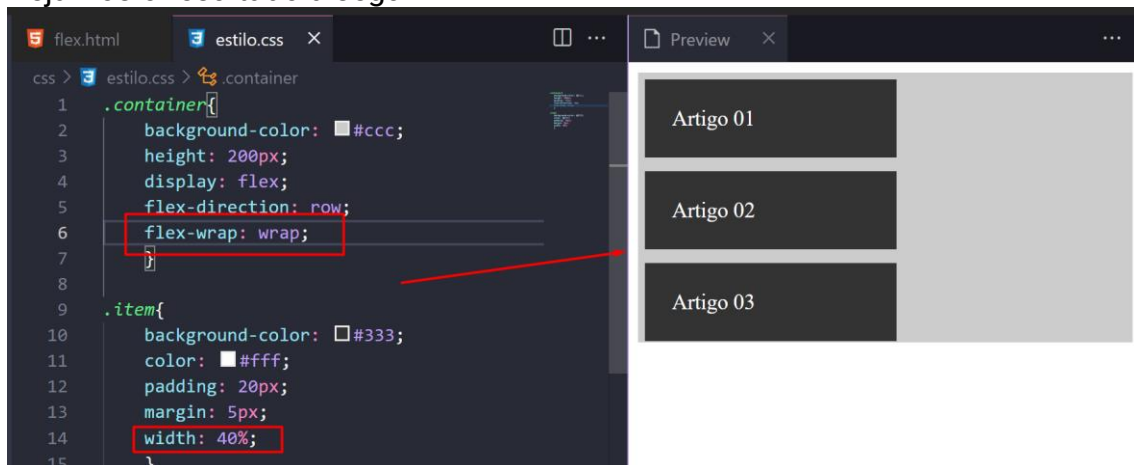 flex.html estilo.css X ... Preview X ...
css > estilo.css > .container
1 .container{
2 background-color: #ccc;
3 height: 200px;
4 display: flex;
5 flex-direction: row;
6 flex-wrap: wrap;
7 }
8
9 .item{
10 background-color: #333;
11 color: #fff;
12 padding: 20px;
13 margin: 5px;
14 width: 40%;
15 }
Artigo 01
Artigo 02
Artigo 03